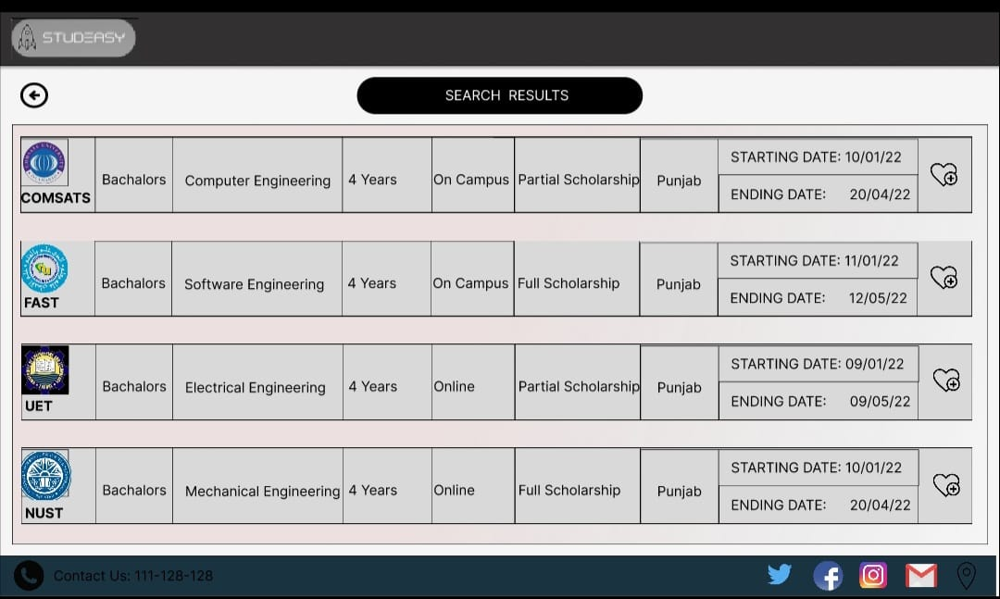 STUDEASY
SEARCH RESULTS
COMSATS
Bachalors
Computer Engineering
4 Years
On Campus
Partial Scholarship
Punjab
STARTING DATE: 10/01/22
ENDING DATE: 20/04/22
FAST
Bachalors
Software Engineering
4 Years
On Campus
Full Scholarship
Punjab
STARTING DATE: 11/01/22
ENDING DATE: 12/05/22
UET
Bachalors
Electrical Engineering
4 Years
Online
Partial Scholarship
Punjab
STARTING DATE: 09/01/22
ENDING DATE: 09/05/22
NUST
Bachalors
Mechanical Engineering
4 Years
Online
Full Scholarship
Punjab
STARTING DATE: 10/01/22
ENDING DATE: 20/04/22
Contact Us: 111-128-128